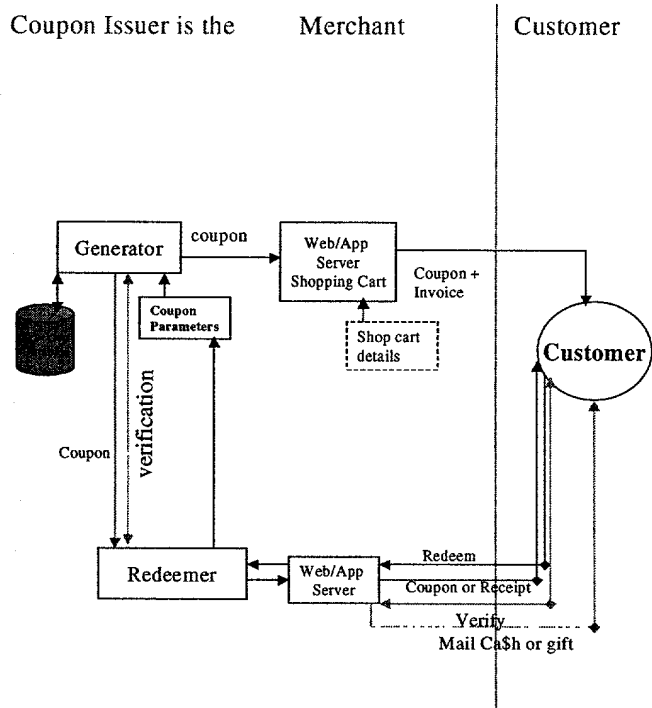 Coupon Issuer is the Merchant Customer
Generator
coupon
Web/App
Server
Shopping Cart
Coupon +
Invoice
Coupon
Parameters
Shop cart
details
Customer
verification
Coupon
Redeemer
Web/App
Server
Redeem
Coupon or Receipt
Verify
Mail Ca$h or gift